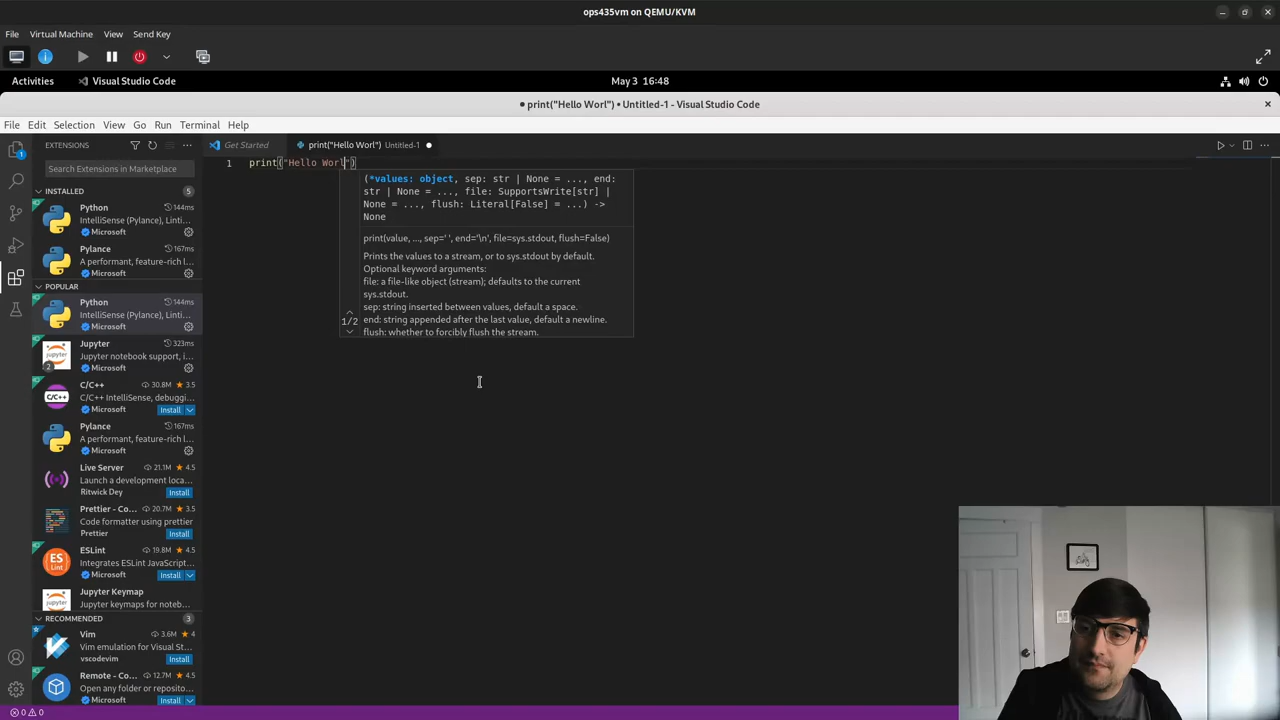 ops435vm on QEMU/KVM
File Virtual Machine View Send Key
Activities Visual Studio Code May 3 16:48
● print("Hello Worl") • Untitled-1 - Visual Studio Code
File Edit Selection View Go Run Terminal Help
EXTENSIONS
Get Started print("Hello Worl") Untitled-1
Search Extensions in Marketplace
1 print("Hello Worl")
INSTALLED 5
Python 144ms
IntelliSense (Pylance), Linti...
Microsoft
Pylance 167ms
A performant, feature-rich l...
Microsoft
POPULAR
Python 144ms
IntelliSense (Pylance), Linti...
Microsoft
Jupyter 323ms
Jupyter notebook support, i...
2 Microsoft
C/C++ 30.8M 3.5
C/C++ IntelliSense, debuggi...
Microsoft Install
Pylance 167ms
A performant, feature-rich l...
Microsoft
Live Server 21.1M 4.5
Launch a development loca...
Ritwick Dey Install
Prettier - Co... 20.7M 3.5
Code formatter using prettier
Prettier Install
ESLint 19.8M 4.5
Integrates ESLint JavaScript...
Microsoft Install
Jupyter Keymap
Jupyter keymaps for noteb...
RECOMMENDED 3
Vim 3.6M 4
Vim emulation for Visual St...
vscodevim Install
Remote - Co... 12.7M 3.5
Open any folder or reposito...
Microsoft Install
0 0
(*values: object, sep: str | None = ..., end:
str | None = ..., file: SupportsWrite[str] |
None = ..., flush: Literal[False] = ...) ->
None
print(value, ..., sep=' ', end='\n', file=sys.stdout, flush=False)
Prints the values to a stream, or to sys.stdout by default.
Optional keyword arguments:
file: a file-like object (stream); defaults to the current
sys.stdout.
sep: string inserted between values, default a space.
1/2
end: string appended after the last value, default a newline.
flush: whether to forcibly flush the stream.